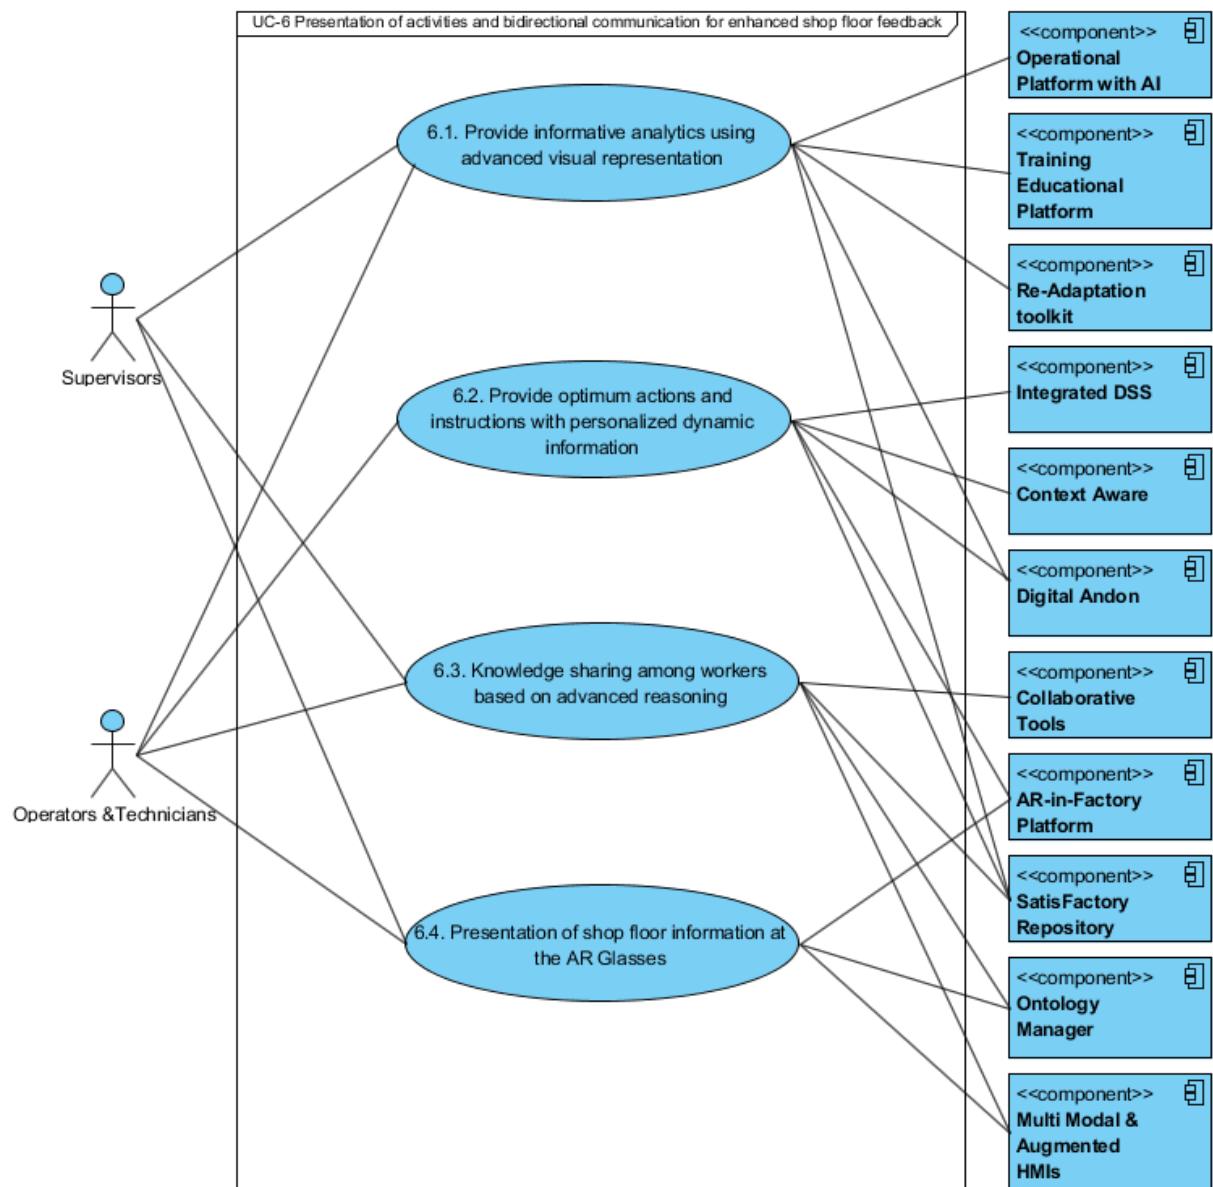 UC-6 Presentation of activities and bidirectional communication for enhanced shop floor feedback
6.1. Provide informative analytics using
advanced visual representation
Supervisors
6.2. Provide optimum actions and
instructions with personalized dynamic
information
6.3. Knowledge sharing among workers
based on advanced reasoning
Operators &Technicians
6.4. Presentation of shop floor information at
the AR Glasses
<<component>>
Operational
Platform with AI
<<component>>
Training
Educational
Platform
<<component>>
Re-Adaptation
toolkit
<<component>>
Integrated DSS
<<component>>
Context Aware
<<component>>
Digital Andon
<<component>>
Collaborative
Tools
<<component>>
AR-in-Factory
Platform
<<component>>
SatisFactory
Repository
<<component>>
Ontology
Manager
<<component>>
Multi Modal &
Augmented
HMIs